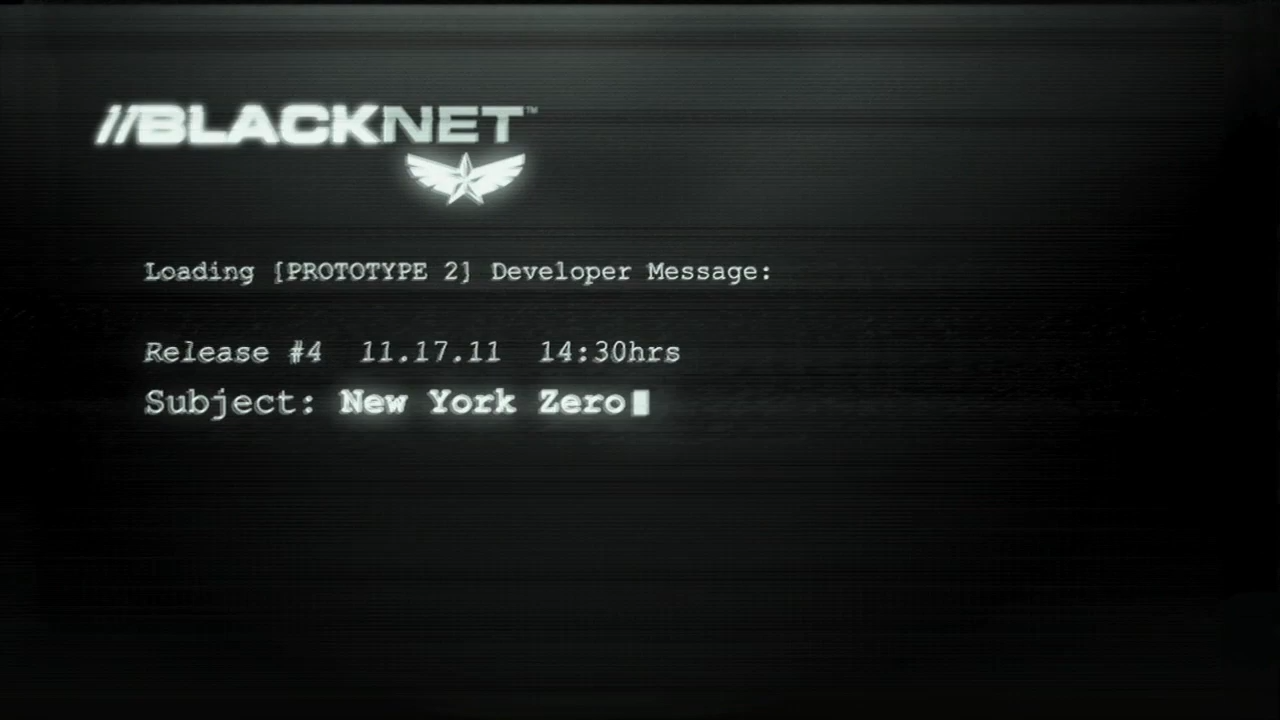 //BLACKNET™
Loading [PROTOTYPE 2] Developer Message:
Release #4 11.17.11 14:30hrs
Subject: New York Zero